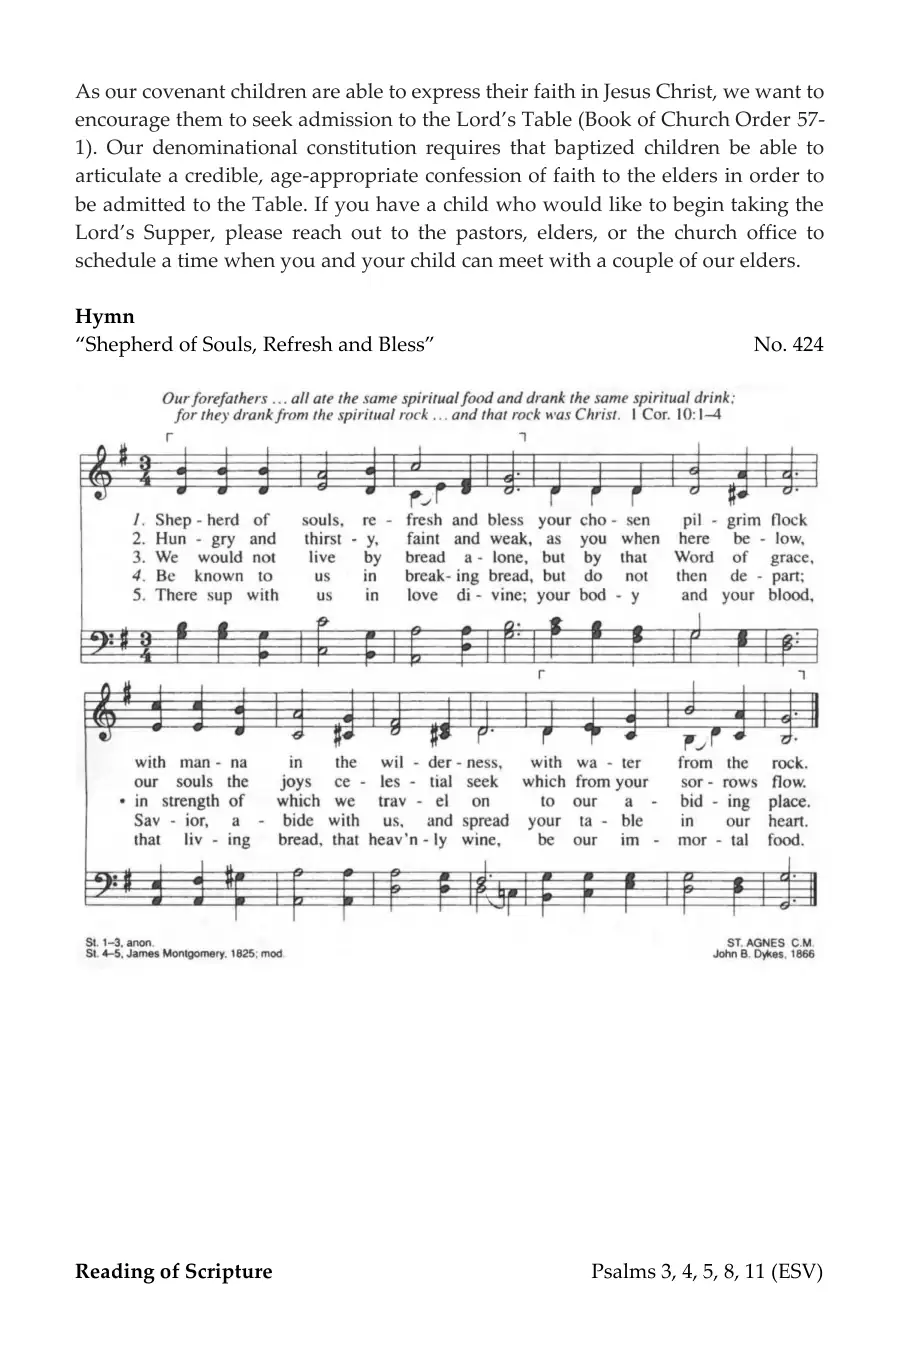 As our covenant children are able to express their faith in Jesus Christ, we want to
encourage them to seek admission to the Lord’s Table (Book of Church Order 57-
1). Our denominational constitution requires that baptized children be able to
articulate a credible, age-appropriate confession of faith to the elders in order to
be admitted to the Table. If you have a child who would like to begin taking the
Lord’s Supper, please reach out to the pastors, elders, or the church office to
schedule a time when you and your child can meet with a couple of our elders.
Hymn
“Shepherd of Souls, Refresh and Bless” No. 424
Our forefathers ... all ate the same spiritual food and drank the same spiritual drink;
for they drank from the spiritual rock ... and that rock was Christ. 1 Cor. 10:1–4
3
4
1. Shep - herd of souls, re - fresh and bless your cho - sen pil - grim flock
2. Hun - gry and thirst - y, faint and weak, as you when here be - low,
3. We would not live by bread a - lone, but by that Word of grace,
4. Be known to us in break- ing bread, but do not then de - part;
5. There sup with us in love di - vine; your bod - y and your blood,
3
4
with man - na in the wil - der - ness, with wa - ter from the rock.
our souls the joys ce - les - tial seek which from your sor - rows flow.
• in strength of which we trav - el on to our a - bid - ing place.
Sav - ior, a - bide with us, and spread your ta - ble in our heart.
that liv - ing bread, that heav'n - ly wine, be our im - mor - tal food.
St. 1–3, anon. ST. AGNES C.M.
St. 4–5, James Montgomery, 1825; mod. John B. Dykes, 1866
Reading of Scripture Psalms 3, 4, 5, 8, 11 (ESV)